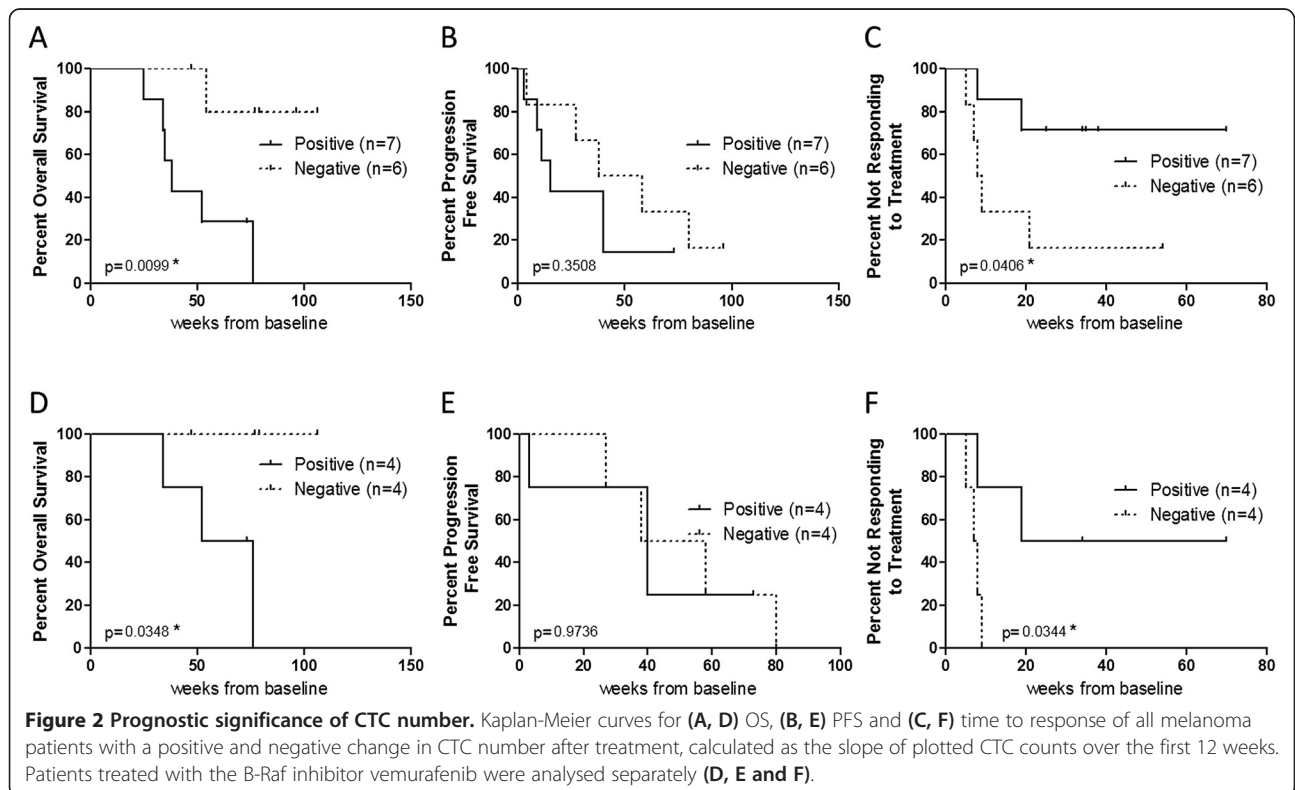 A
Percent Overall Survival
100
80
60
40
20
0
0 50 100 150
weeks from baseline
Positive (n=7)
Negative (n=6)
p=0.0099 *
B
Percent Progression
Free Survival
100
80
60
40
20
0
0 50 100 150
weeks from baseline
Positive (n=7)
Negative (n=6)
p=0.3508
C
Percent Not Responding
to Treatment
100
80
60
40
20
0
0 20 40 60 80
weeks from baseline
Positive (n=7)
Negative (n=6)
p=0.0406 *
D
Percent Overall Survival
100
80
60
40
20
0
0 50 100 150
weeks from baseline
Positive (n=4)
Negative (n=4)
p=0.0348 *
E
Percent Progression
Free Survival
100
80
60
40
20
0
0 20 40 60 80 100
weeks from baseline
Positive (n=4)
Negative (n=4)
p=0.9736
F
Percent Not Responding
to Treatment
100
80
60
40
20
0
0 20 40 60 80
weeks from baseline
Positive (n=4)
Negative (n=4)
p=0.0344 *
Figure 2 Prognostic significance of CTC number. Kaplan-Meier curves for (A, D) OS, (B, E) PFS and (C, F) time to response of all melanoma
patients with a positive and negative change in CTC number after treatment, calculated as the slope of plotted CTC counts over the first 12 weeks.
Patients treated with the B-Raf inhibitor vemurafenib were analysed separately (D, E and F).